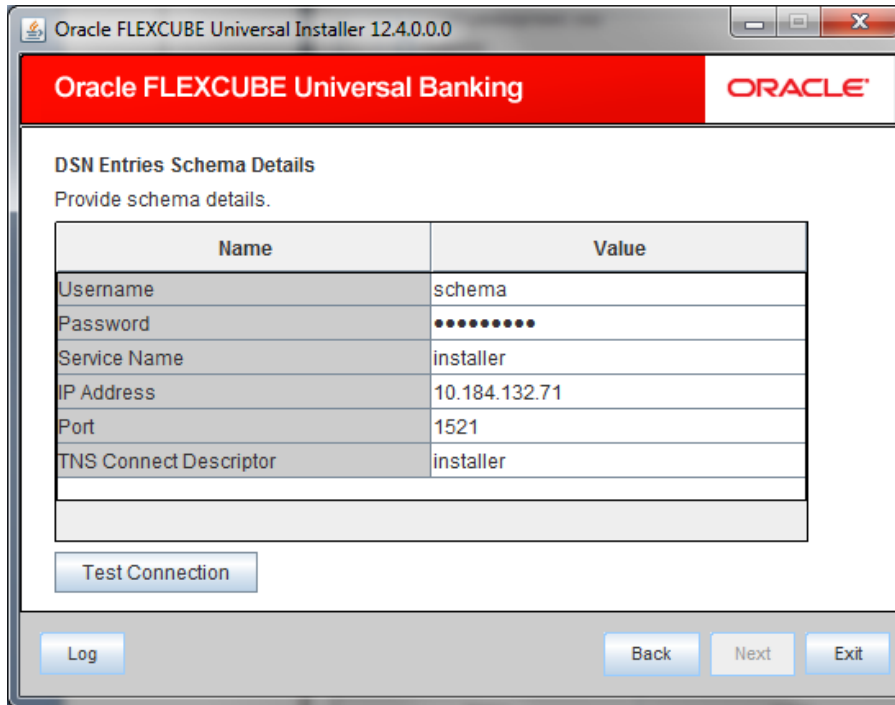 Oracle FLEXCUBE Universal Installer 12.4.0.0.0
Oracle FLEXCUBE Universal Banking ORACLE
DSN Entries Schema Details
Provide schema details.
Name Value
Username schema
Password •••••••••
Service Name installer
IP Address 10.184.132.71
Port 1521
TNS Connect Descriptor installer
Test Connection
Log Back Next Exit